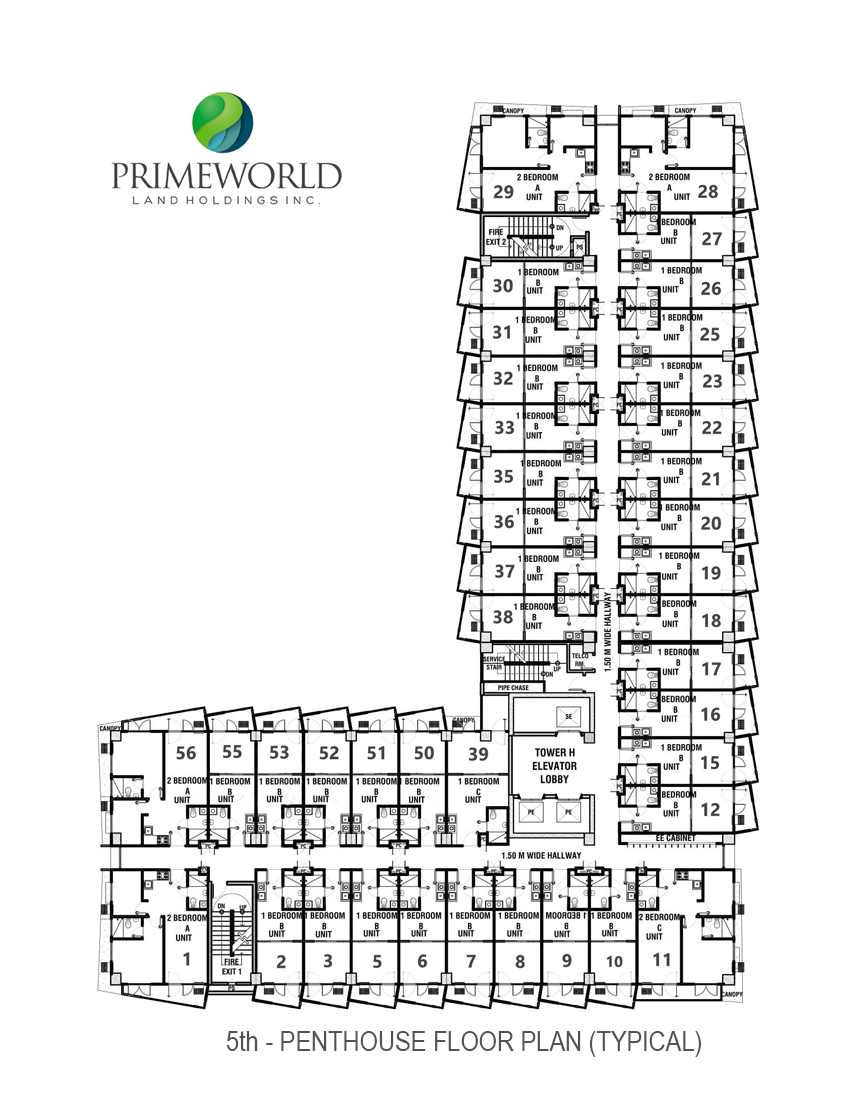 PRIMEWORLD
LAND HOLDINGS INC.
CANOPY
CANOPY
2 BEDROOM
A
UNIT
29
2 BEDROOM
A
UNIT
28
FIRE
EXIT 2
DN
UP
PS
BEDROOM
B
UNIT
27
30
1 BEDROOM
B
UNIT
1 BEDROOM
B
UNIT
26
31
1 BEDROOM
B
UNIT
1 BEDROOM
B
UNIT
25
32
1 BEDROOM
B
UNIT
1 BEDROOM
B
UNIT
23
33
1 BEDROOM
B
UNIT
1 BEDROOM
B
UNIT
22
35
1 BEDROOM
B
UNIT
1 BEDROOM
B
UNIT
21
36
1 BEDROOM
B
UNIT
1 BEDROOM
B
UNIT
20
37
1 BEDROOM
B
UNIT
1 BEDROOM
B
UNIT
19
38
1 BEDROOM
B
UNIT
1.50 M WIDE HALLWAY
BEDROOM
B
UNIT
18
SERVICE
STAIR
UP
DN
TELCO
RM.
PIPE CHASE
1 BEDROOM
B
UNIT
17
BEDROOM
B
UNIT
16
1 BEDROOM
B
UNIT
15
BEDROOM
B
UNIT
12
EE CABINET
SE
TOWER H
ELEVATOR
LOBBY
PE
PE
CANOPY
CANOPY
56
55
53
52
51
50
39
2 BEDROOM
A
UNIT
1 BEDROOM
B
UNIT
1 BEDROOM
B
UNIT
1 BEDROOM
B
UNIT
1 BEDROOM
B
UNIT
1 BEDROOM
B
UNIT
1 BEDROOM
C
UNIT
1.50 M WIDE HALLWAY
2 BEDROOM
A
UNIT
1
DN
UP
FIRE
EXIT 1
PS
1 BEDROOM
B
UNIT
2
1 BEDROOM
B
UNIT
3
1 BEDROOM
B
UNIT
5
1 BEDROOM
B
UNIT
6
1 BEDROOM
B
UNIT
7
1 BEDROOM
B
UNIT
8
1 BEDROOM
B
UNIT
9
1 BEDROOM
B
UNIT
10
2 BEDROOM
C
UNIT
11
CANOPY
5th - PENTHOUSE FLOOR PLAN (TYPICAL)